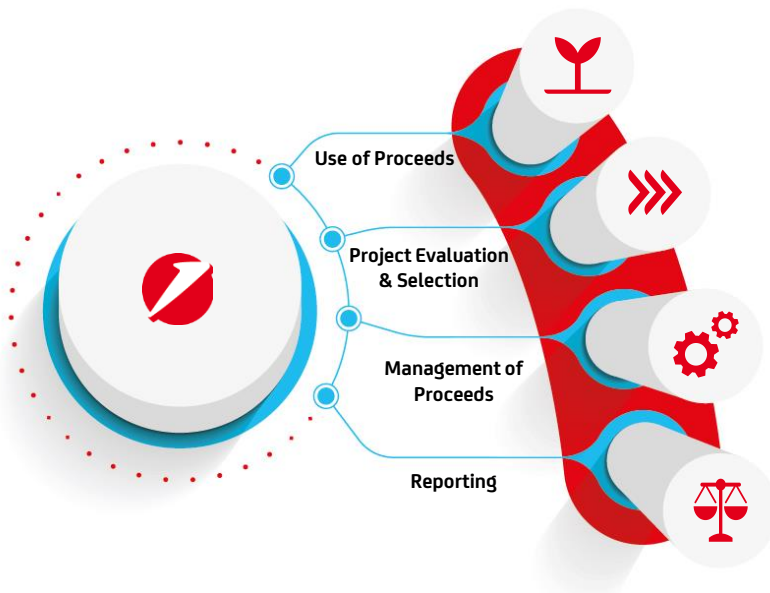 Use of Proceeds
Project Evaluation
& Selection
Management of
Proceeds
Reporting